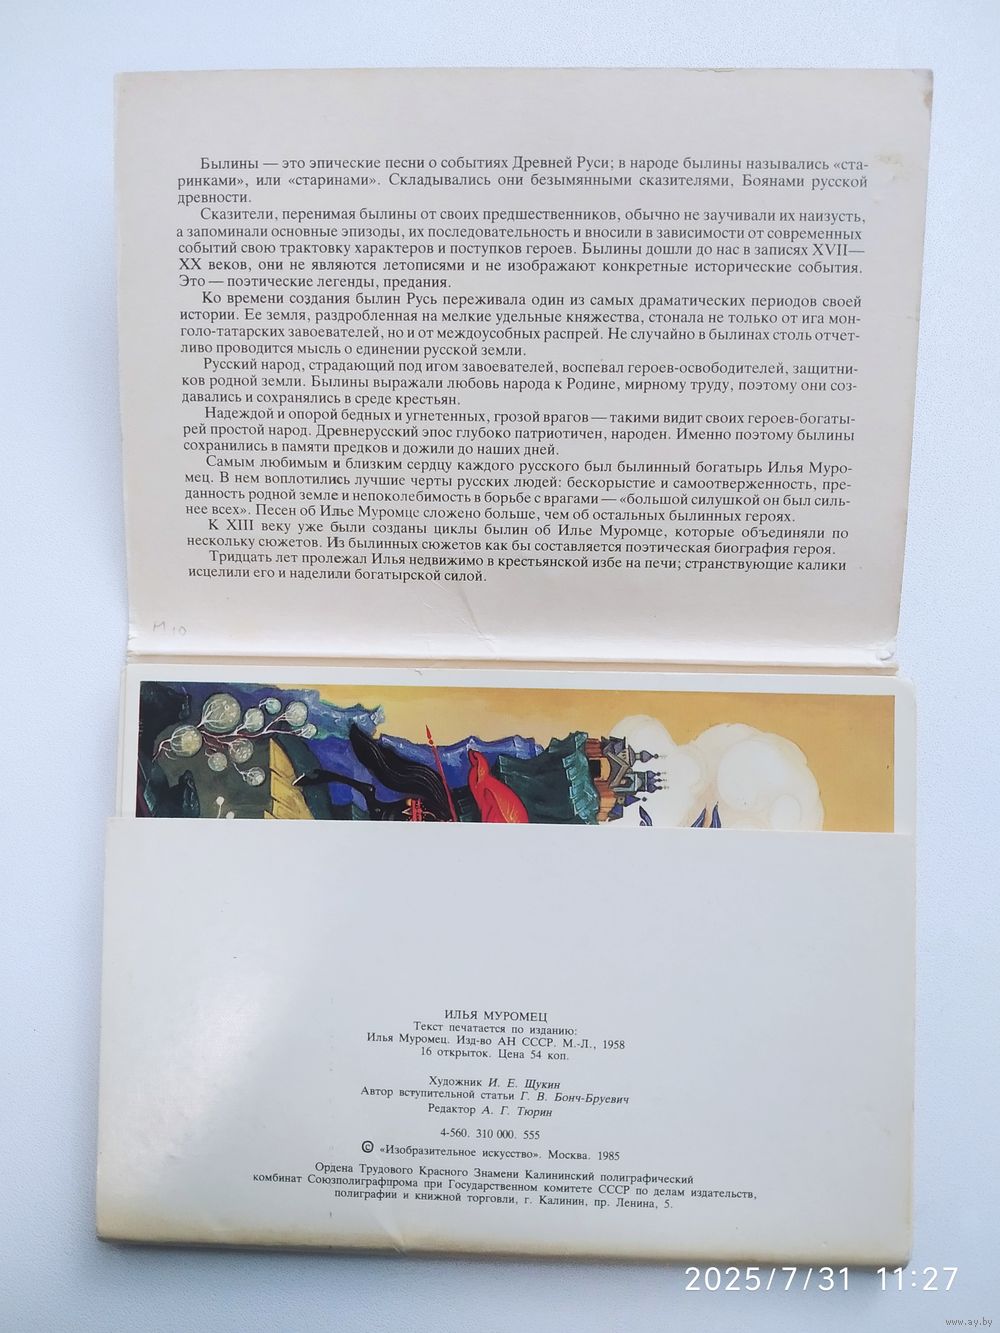 Былины — это эпические песни о событиях Древней Руси; в народе былины назывались «ста-
ринками», или «старинами». Складывались они безымянными сказителями, Боянами русской
древности.
Сказители, перенимая былины от своих предшественников, обычно не заучивали их наизусть,
а запоминали основные эпизоды, их последовательность и вносили в зависимости от современных
событий свою трактовку характеров и поступков героев. Былины дошли до нас в записях XVII—
XX веков, они не являются летописями и не изображают конкретные исторические события.
Это — поэтические легенды, предания.
Ко времени создания былин Русь переживала один из самых драматических периодов своей
истории. Ее земля, раздробленная на мелкие удельные княжества, стонала не только от ига мон-
голо-татарских завоевателей, но и от междоусобных распрей. Не случайно в былинах столь отчет-
ливо проводится мысль о единении русской земли.
Русский народ, страдающий под игом завоевателей, воспевал героев-освободителей, защитни-
ков родной земли. Былины выражали любовь народа к Родине, мирному труду, поэтому они соз-
давались и сохранялись в среде крестьян.
Надеждой и опорой бедных и угнетенных, грозой врагов — такими видит своих героев-богаты-
рей простой народ. Древнерусский эпос глубоко патриотичен, народен. Именно поэтому былины
сохранились в памяти предков и дожили до наших дней.
Самым любимым и близким сердцу каждого русского был былинный богатырь Илья Муро-
мец. В нем воплотились лучшие черты русских людей: бескорыстие и самоотверженность, пре-
данность родной земле и непоколебимость в борьбе с врагами — «большой силушкой он был силь-
нее всех». Песен об Илье Муромце сложено больше, чем об остальных былинных героях.
К XIII веку уже были созданы циклы былин об Илье Муромце, которые объединяли по
нескольку сюжетов. Из былинных сюжетов как бы составляется поэтическая биография героя.
Тридцать лет пролежал Илья недвижимо в крестьянской избе на печи; странствующие калики
исцелили его и наделили богатырской силой.
М 10
ИЛЬЯ МУРОМЕЦ
Текст печатается по изданию:
Илья Муромец. Изд-во АН СССР. М.-Л., 1958
16 открыток. Цена 54 коп.
Художник И. Е. Щукин
Автор вступительной статьи Г. В. Бонч-Бруевич
Редактор А. Г. Тюрин
4-560. 310 000. 555
© «Изобразительное искусство». Москва. 1985
Ордена Трудового Красного Знамени Калининский полиграфический
комбинат Союзполиграфпрома при Государственном комитете СССР по делам издательств,
полиграфии и книжной торговли, г. Калинин, пр. Ленина, 5.
2025/7/31 11:27
www.ay.by